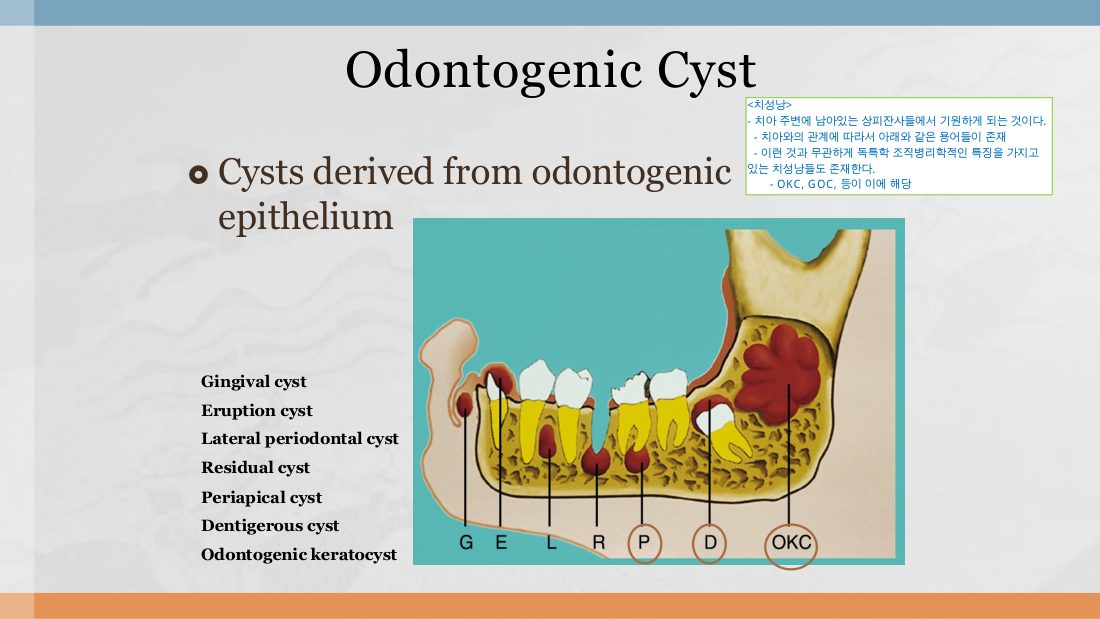 Odontogenic Cyst
<치성낭>
- 치아 주변에 남아있는 상피잔사들에서 기원하게 되는 것이다.
- 치아와의 관계에 따라서 아래와 같은 용어들이 존재
- 이런 것과 무관하게 독특학 조직병리학적인 특징을 가지고
있는 치성낭들도 존재한다.
- OKC, GOC, 등이 이에 해당
Cysts derived from odontogenic
epithelium
Gingival cyst
Eruption cyst
Lateral periodontal cyst
Residual cyst
Periapical cyst
Dentigerous cyst
Odontogenic keratocyst
G E L R P D OKC